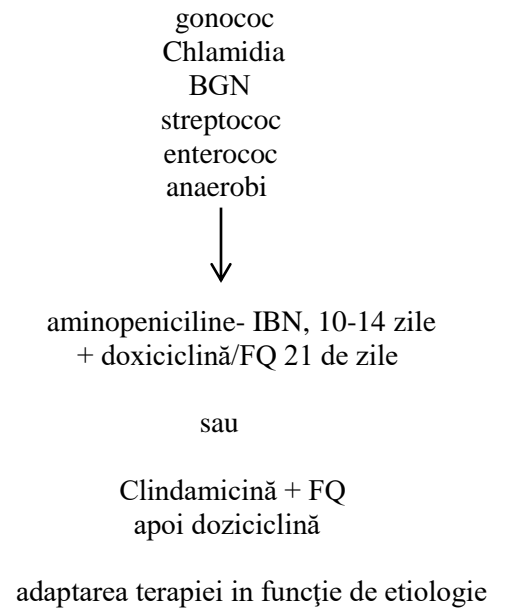 gonococ
Chlamidia
BGN
streptococ
enterococ
anaerobi
aminopeniciline- IBN, 10-14 zile
+ doxiciclină/FQ 21 de zile
sau
Clindamicină + FQ
apoi doziciclină
adaptarea terapiei in funcţie de etiologie